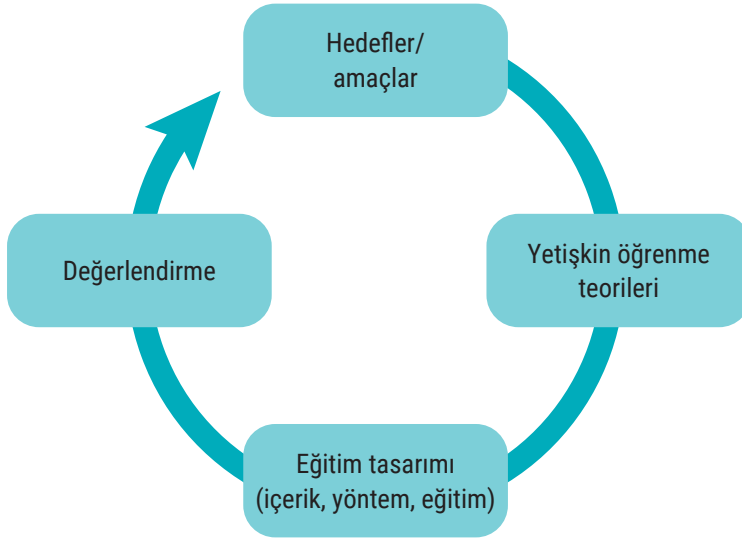 Hedefler/
amaçlar
Yetişkin öğrenme
teorileri
Eğitim tasarımı
(içerik, yöntem, eğitim)
Değerlendirme